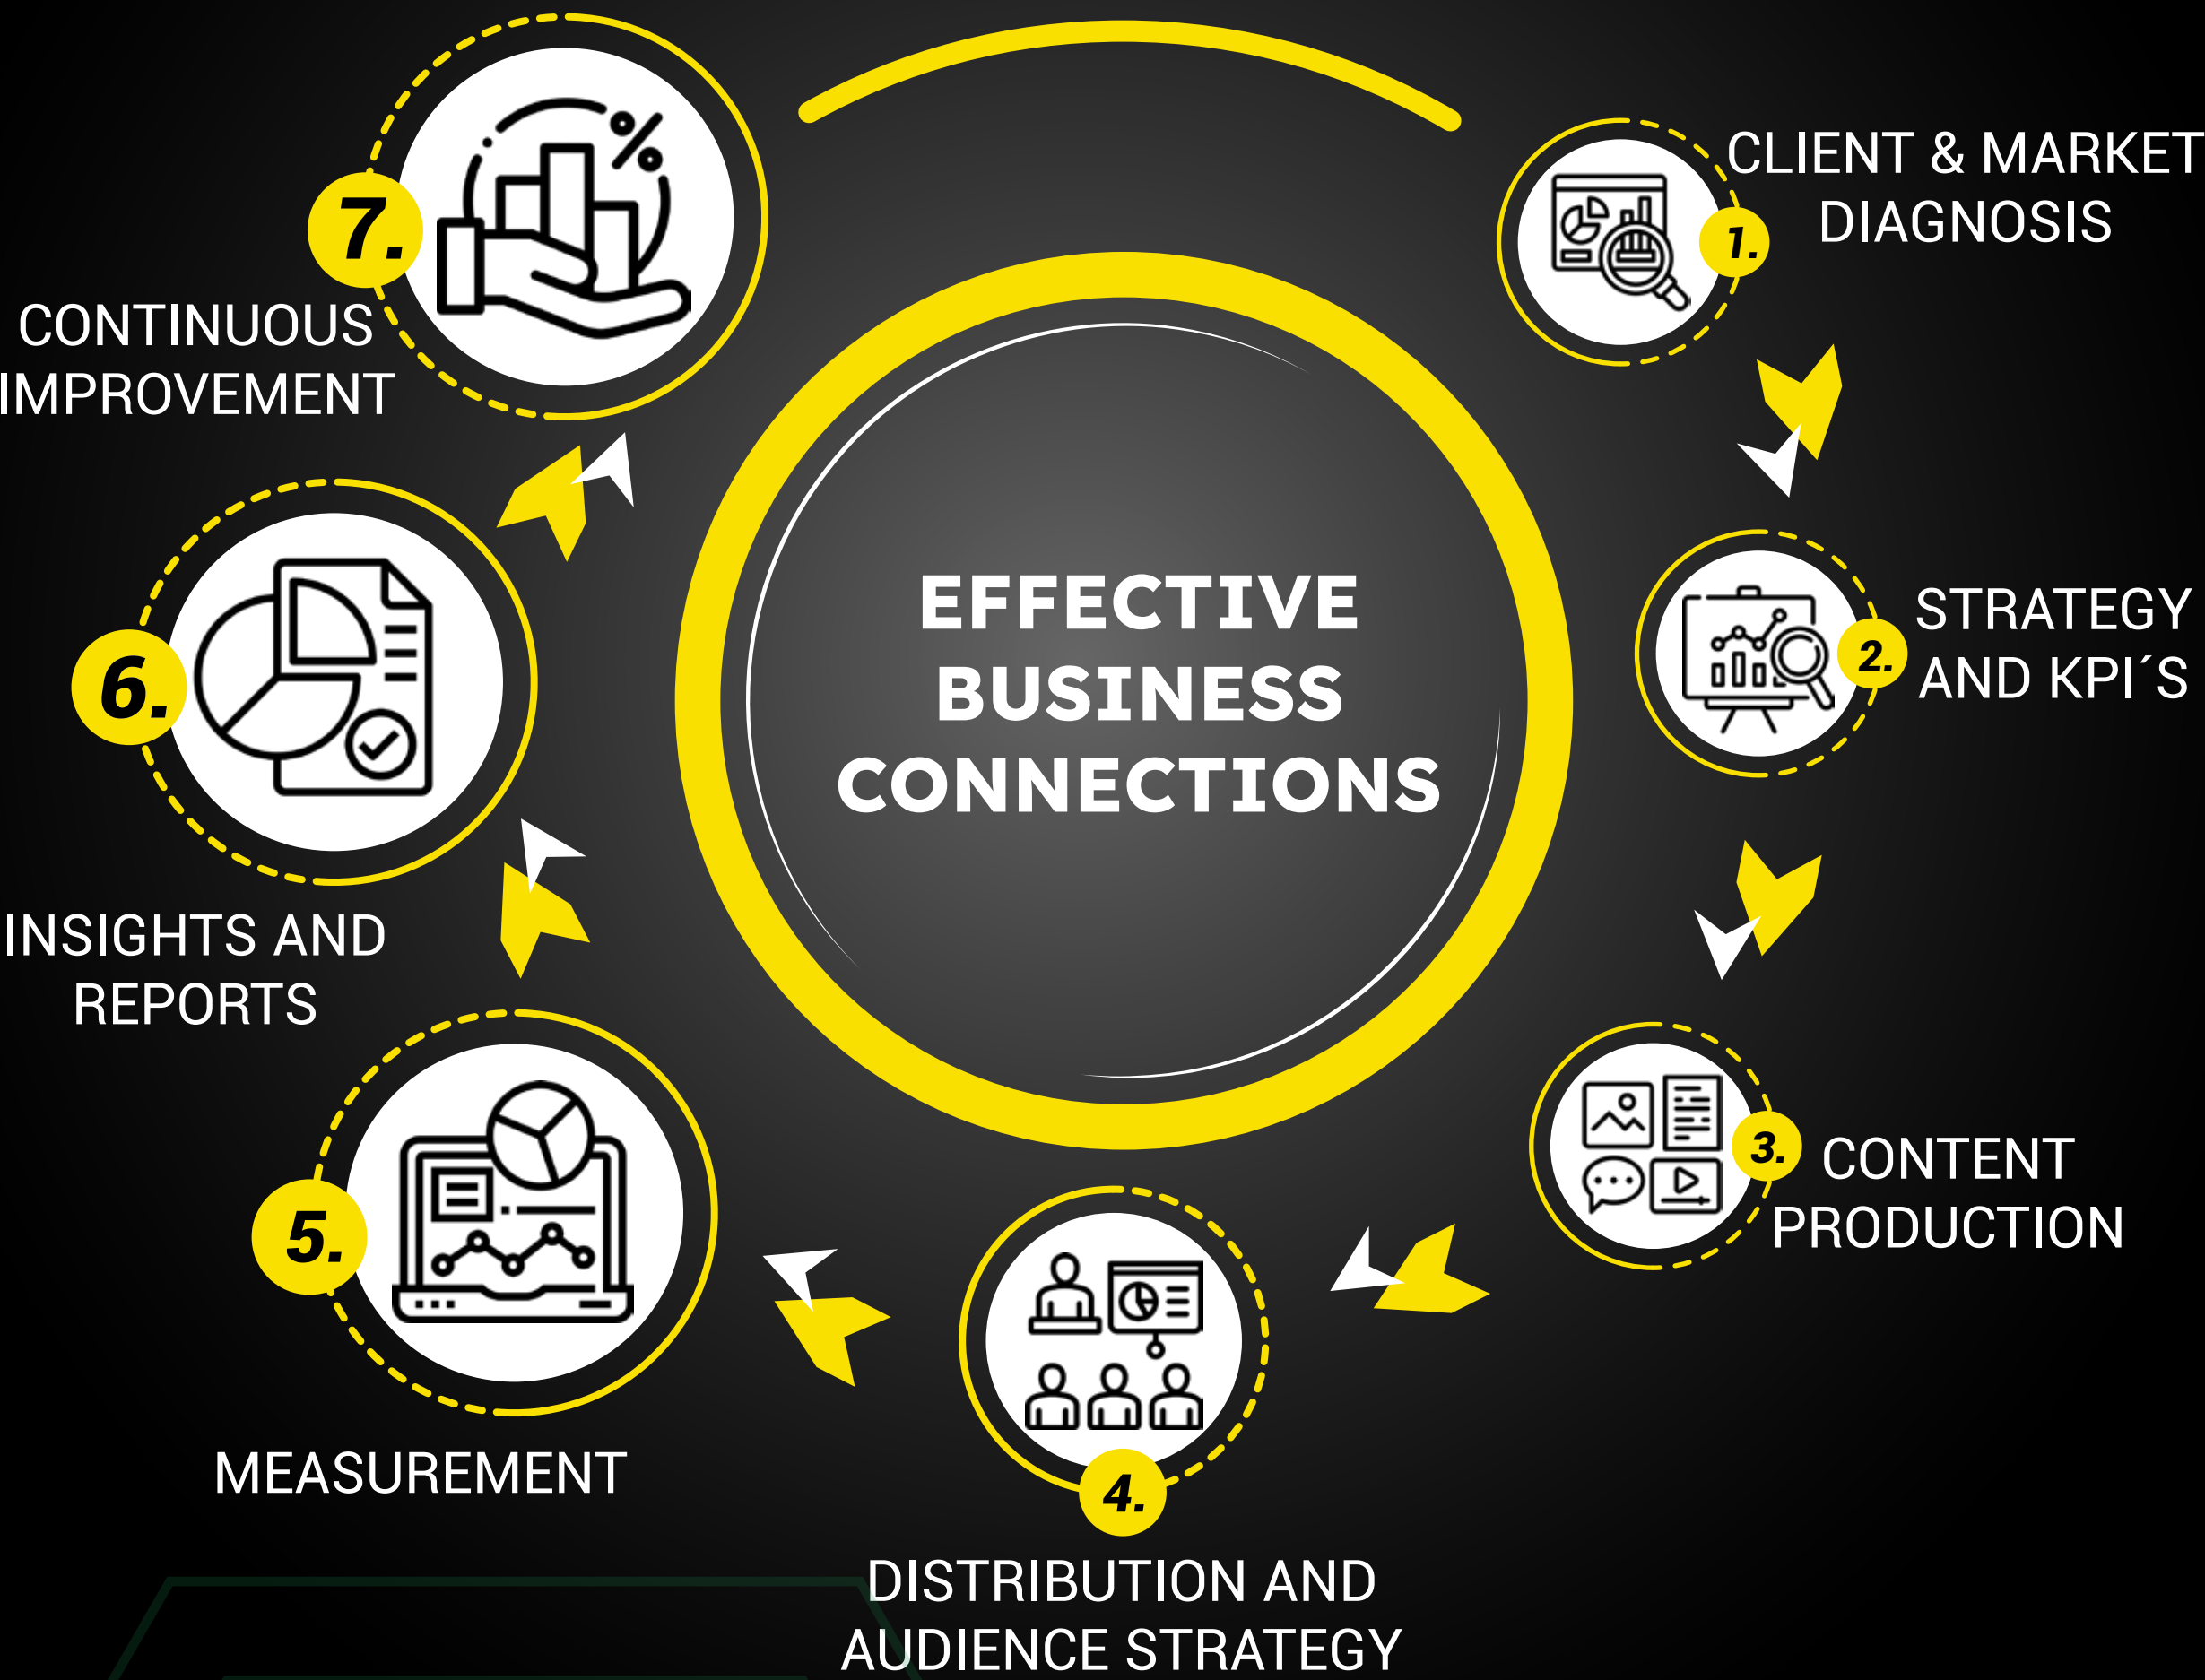 EFFECTIVE
BUSINESS
CONNECTIONS
1.
CLIENT & MARKET
DIAGNOSIS
2.
STRATEGY
AND KPI´S
3.
CONTENT
PRODUCTION
4.
DISTRIBUTION AND
AUDIENCE STRATEGY
5.
MEASUREMENT
6.
INSIGHTS AND
REPORTS
7.
%
CONTINUOUS
IMPROVEMENT